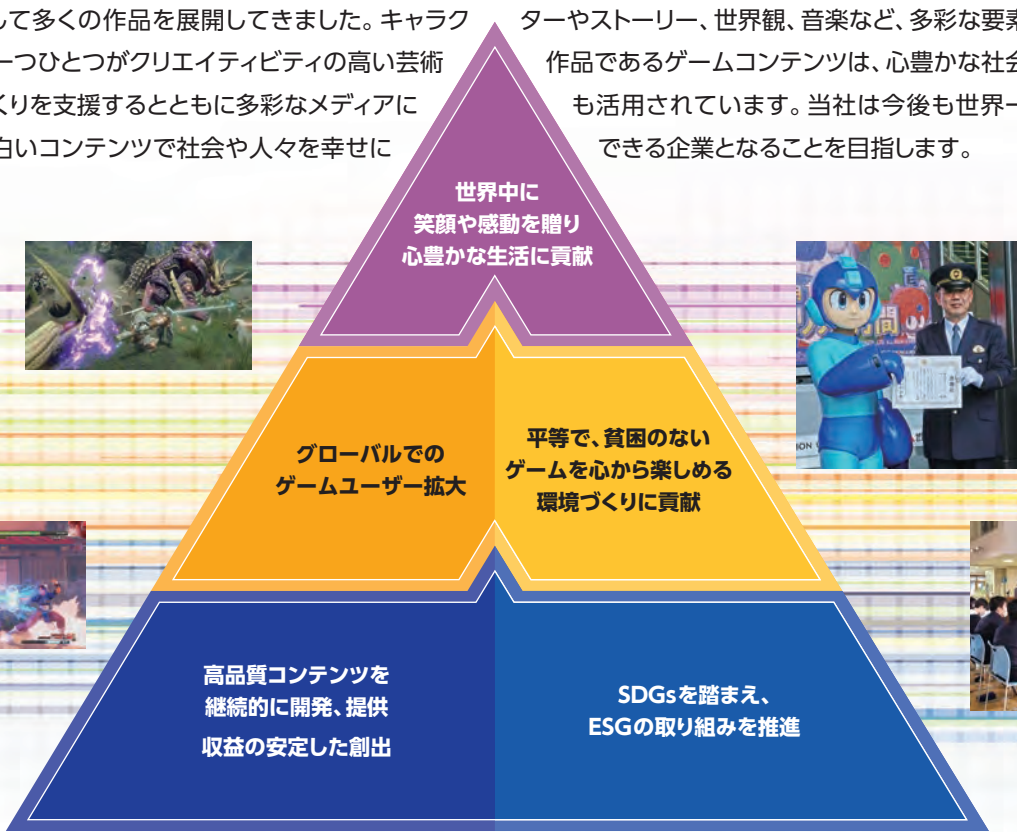 して多くの作品を展開してきました。キャラク
ターやストーリー、世界観、音楽など、多彩な要素
一つひとつがクリエイティビティの高い芸術
作品であるゲームコンテンツは、心豊かな社会
くりを支援するとともに多彩なメディアに
も活用されています。当社は今後も世界一
白いコンテンツで社会や人々を幸せに
できる企業となることを目指します。
世界中に
笑顔や感動を贈り
心豊かな生活に貢献
グローバルでの
ゲームユーザー拡大
平等で、貧困のない
ゲームを心から楽しめる
環境づくりに貢献
高品質コンテンツを
継続的に開発、提供
収益の安定した創出
SDGsを踏まえ、
ESGの取り組みを推進